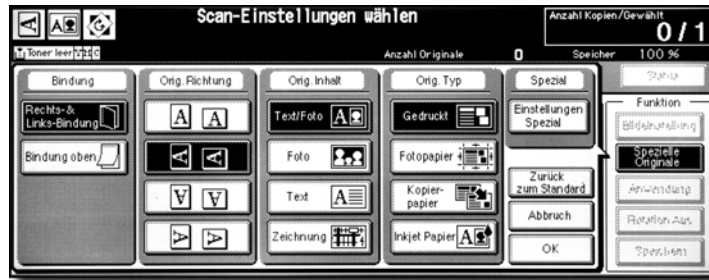 Scan-Einstellungen wählen
Anzahl Kopien/Gewählt
0 / 1
Toner leer
Anzahl Originale 0 Speicher 100 %
Bindung
Rechts-&
Links-Bindung
Bindung oben
Orig. Richtung
A A
A A
A A
A A
Orig. Inhalt
Text/Foto A
Foto
Text A
Zeichnung
Orig. Typ
Gedruckt
Fotopapier
Kopier-
papier
Inkjet Papier A
Spezial
Einstellungen
Spezial
Zurück
zum Standard
Abbruch
OK
Status
Funktion
Bildeinstellung
Spezielle
Originale
Anwendung
Rotation Aus
Speichern